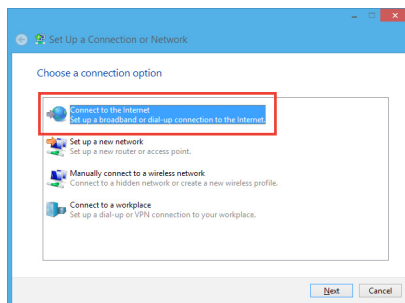 Set Up a Connection or Network
Choose a connection option
Connect to the Internet
Set up a broadband or dial-up connection to the Internet.
Set up a new network
Set up a new router or access point.
Manually connect to a wireless network
Connect to a hidden network or create a new wireless profile.
Connect to a workplace
Set up a dial-up or VPN connection to your workplace.
Next Cancel